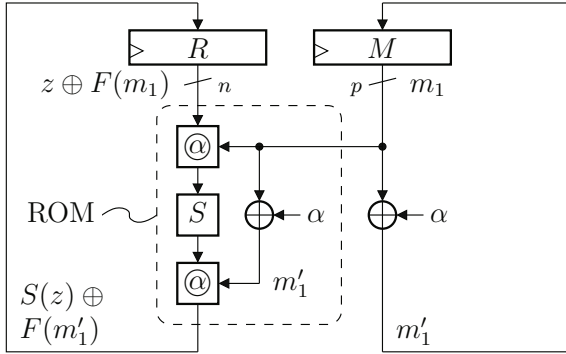 R
M
z ⊕ F(m₁)
n
p
m₁
ⓐ
ROM
S
α
α
ⓐ
m′₁
S(z) ⊕
F(m′₁)
m′₁